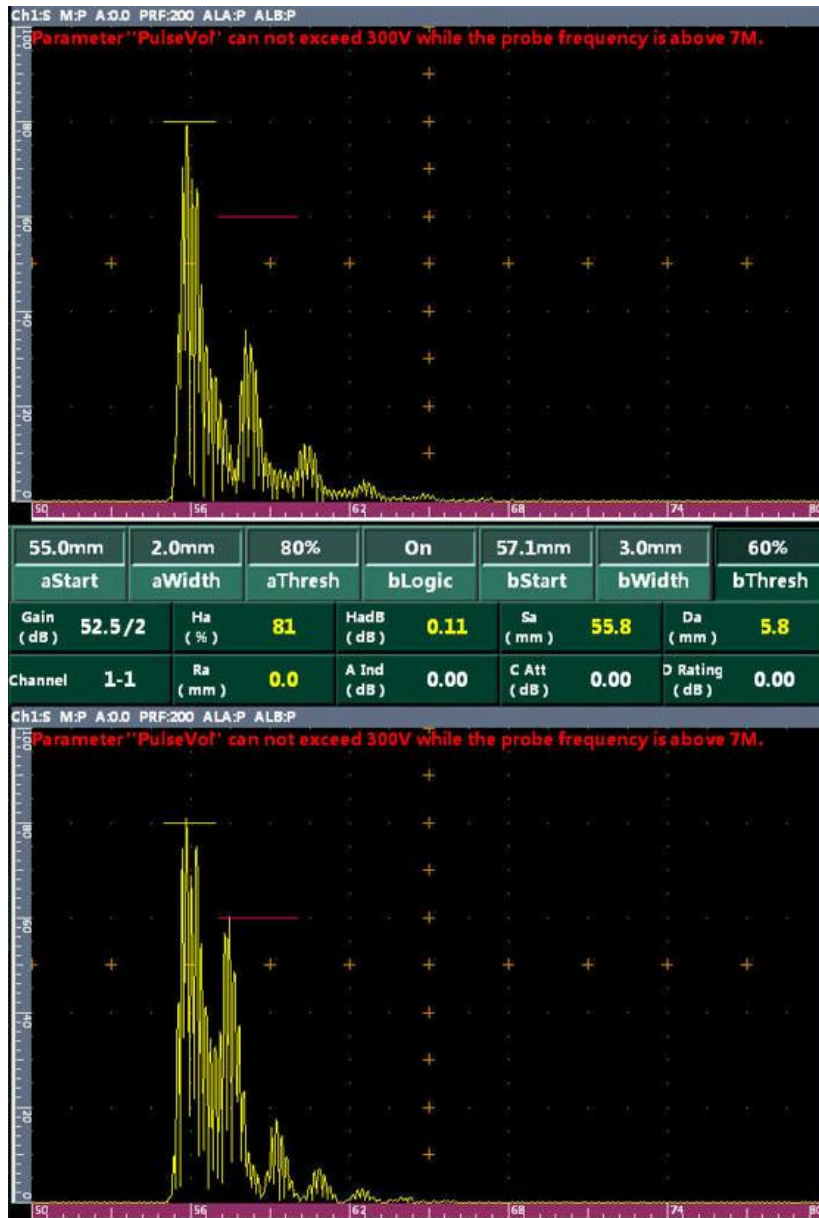 Ch1:S M:P A:0.0 PRF:200 ALA:P ALB:P
Parameter"PulseVol" can not exceed 300V while the probe frequency is above 7M.
100
80
60
40
20
0
50 56 62 68 74 80
55.0mm 2.0mm 80% On 57.1mm 3.0mm 60%
aStart aWidth aThresh bLogic bStart bWidth bThresh
Gain (dB) 52.5/2 Ha (%) 81 HadB (dB) 0.11 Sa (mm) 55.8 Da (mm) 5.8
Channel 1-1 Ra (mm) 0.0 A Ind (dB) 0.00 C Att (dB) 0.00 D Rating (dB) 0.00
Ch1:S M:P A:0.0 PRF:200 ALA:P ALB:P
Parameter"PulseVol" can not exceed 300V while the probe frequency is above 7M.
100
80
60
40
20
0
50 56 62 68 74 80